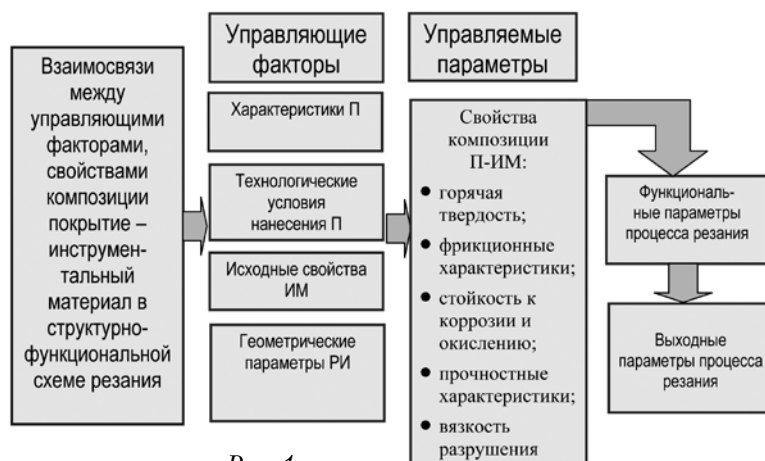 Взаимосвязи
между
управляющими
факторами,
свойствами
композиции
покрытие –
инструмен-
тальный
материал в
структурно-
функциональной
схеме резания
Управляющие
факторы
Характеристики П
Технологические
условия
нанесения П
Исходные свойства
ИМ
Геометрические
параметры РИ
Управляемые
параметры
Свойства
композиции
П-ИМ:
● горячая
твердость;
● фрикционные
характеристики;
● стойкость к
коррозии и
окислению;
● прочностные
характеристики;
● вязкость
разрушения
Функциональ-
ные параметры
процесса резания
Выходные
параметры процесса
резания